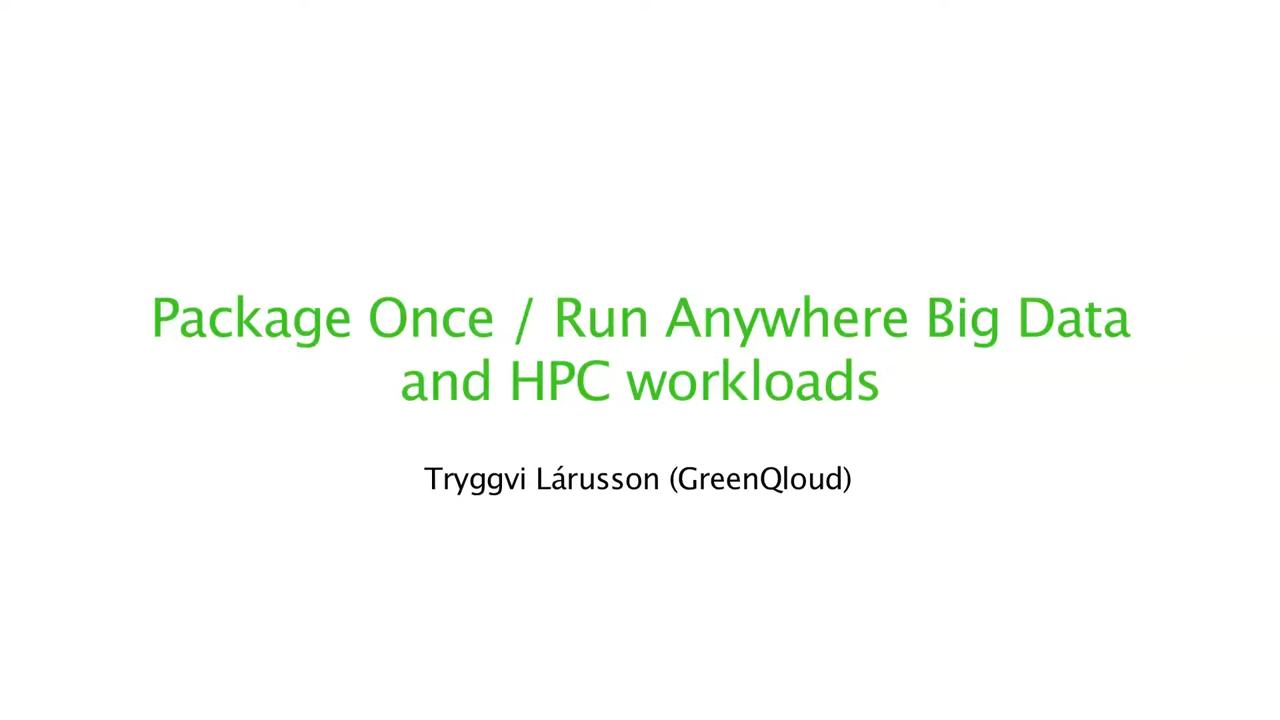 Package Once / Run Anywhere Big Data
and HPC workloads
Tryggvi Lárusson (GreenQloud)